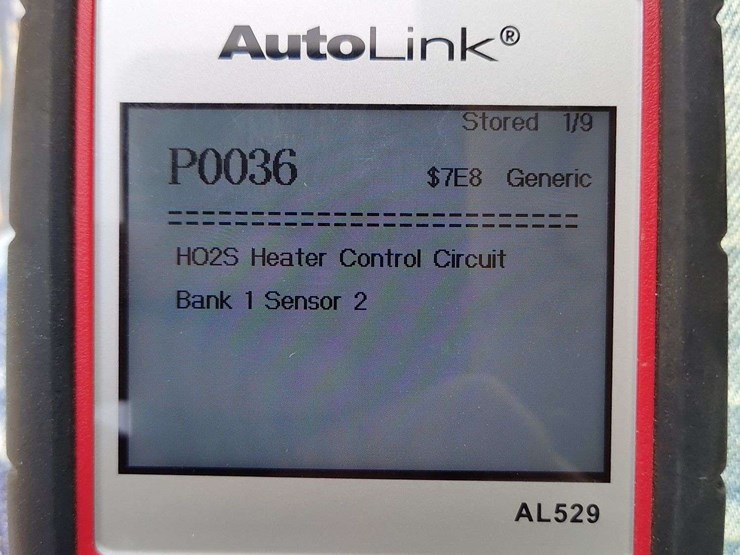 AutoLink®
Stored 1/9
P0036 $7E8 Generic
==============================
HO2S Heater Control Circuit
Bank 1 Sensor 2
AL529